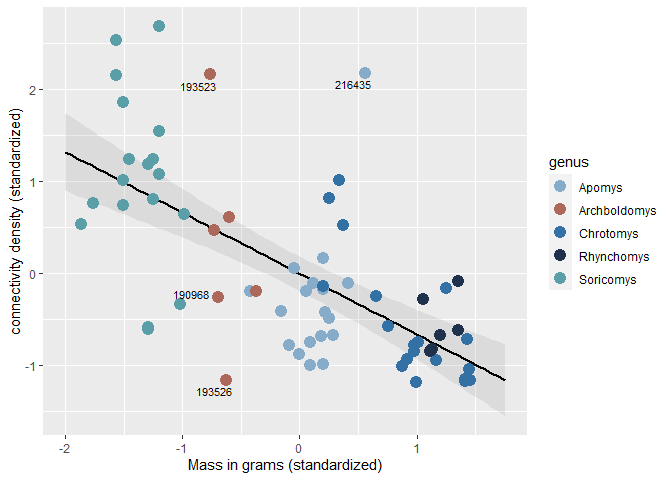 193523
216435
190968
193526
2
1
0
-1
-2
-1
0
1
Mass in grams (standardized)
connectivity density (standardized)
genus
Apomys
Archboldomys
Chrotomys
Rhynchomys
Soricomys